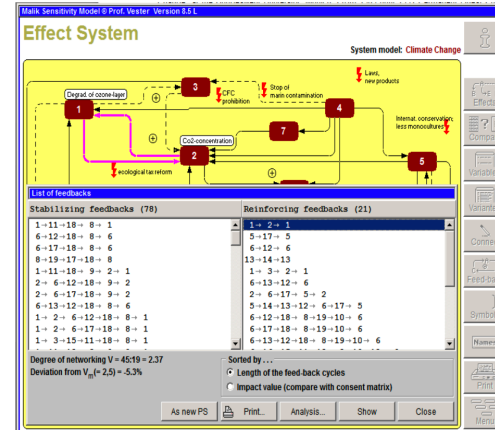 Malik Sensitivity Model ® Prof. Vester Version 8.5 L
Effect System
System model: Climate Change
Laws,
new products
3
Stop of
marin contamination
CFC
prohibition
Degrad. of ozone-layer
1
4
Internat. conservation,
less monocultures
7
Co2-concentration
2
5
ecological tax reform
Effects
Variable
Variants
Connec
Feed-ba
Symbol
Names
Print
Menu
List of feedbacks
Stabilizing feedbacks (78)
1→11→18→ 8→ 1
6→12→18→ 8→ 6
6→17→18→ 8→ 6
8→19→17→18→ 8
1→11→18→ 9→ 2→ 1
2→ 6→12→18→ 9→ 2
2→ 6→17→18→ 9→ 2
6→13→12→18→ 8→ 6
1→ 2→ 6→12→18→ 8→ 1
1→ 2→ 6→17→18→ 8→ 1
1→ 3→15→11→18→ 8→ 1
Reinforcing feedbacks (21)
1→ 2→ 1
5→17→ 5
6→12→ 6
13→14→13
1→ 3→ 2→ 1
6→13→12→ 6
2→ 6→17→ 5→ 2
5→14→13→12→ 6→17→ 5
6→12→18→ 8→19→10→ 6
6→17→18→ 8→19→10→ 6
6→13→12→18→ 8→19→10→ 6
Degree of networking V = 45:19 = 2.37
Deviation from Vm(= 2,5) = -5.3%
Sorted by . . .
Length of the feed-back cycles
Impact value (compare with consent matrix)
As new PS
Print...
Analysis...
Show
Close